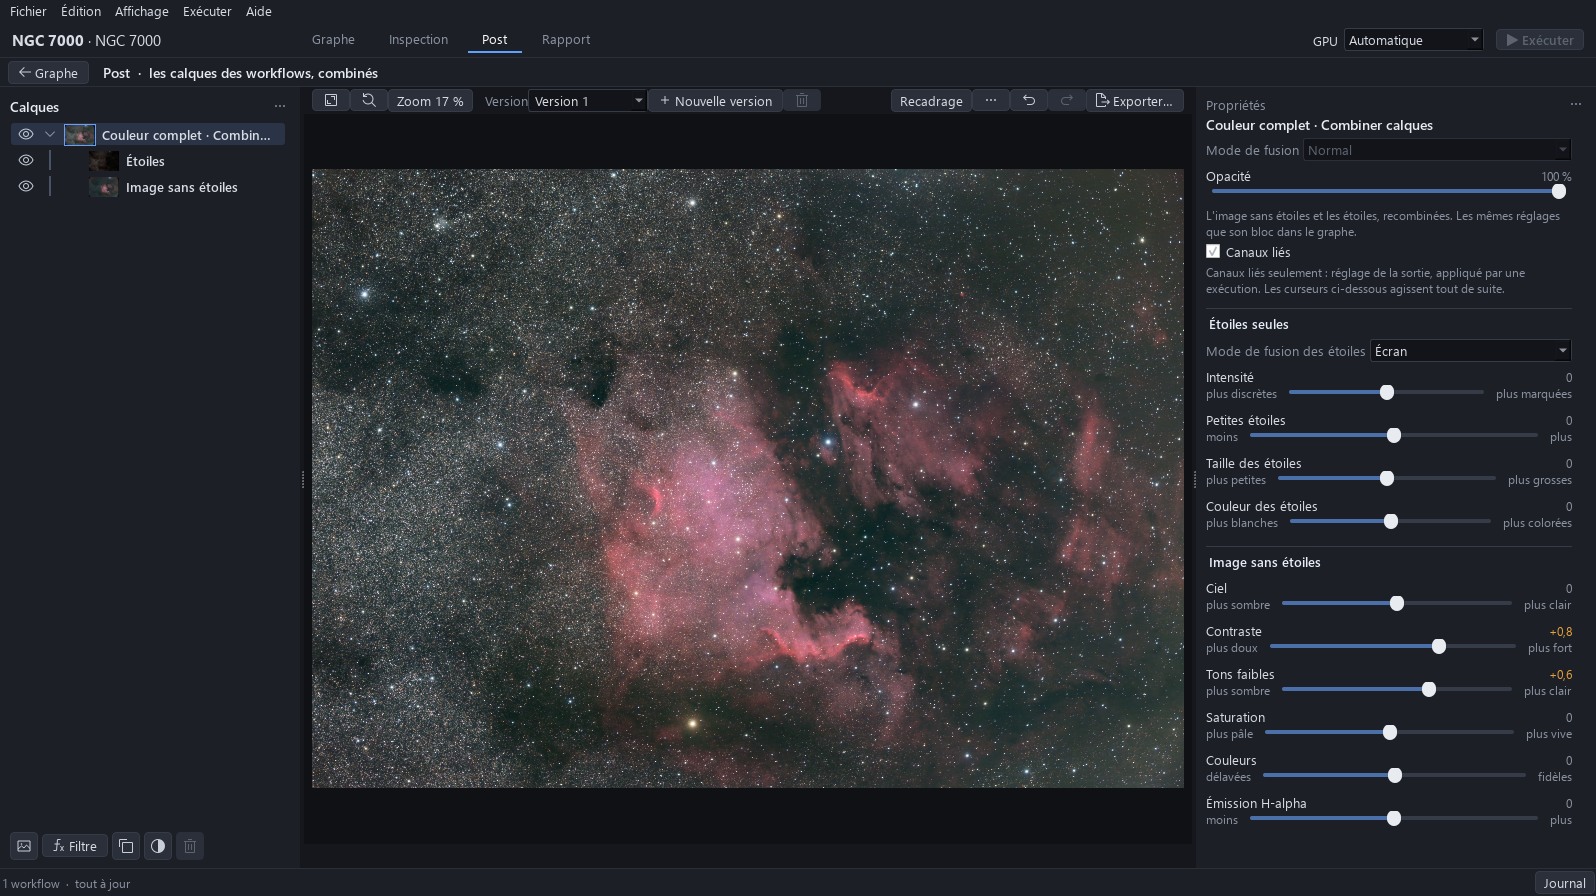 Fichier Édition Affichage Exécuter Aide
NGC 7000 · NGC 7000
Graphe Inspection Post Rapport
GPU Automatique Exécuter
Graphe Post · les calques des workflows, combinés
Calques ...
Couleur complet · Combin...
Étoiles
Image sans étoiles
fx Filtre
Zoom 17 % Version Version 1 + Nouvelle version
Recadrage ... Exporter...
Propriétés ...
Couleur complet · Combiner calques
Mode de fusion Normal
Opacité 100 %
L'image sans étoiles et les étoiles, recombinées. Les mêmes réglages
que son bloc dans le graphe.
Canaux liés
Canaux liés seulement : réglage de la sortie, appliqué par une
exécution. Les curseurs ci-dessous agissent tout de suite.
Étoiles seules
Mode de fusion des étoiles Écran
Intensité 0
plus discrètes plus marquées
Petites étoiles 0
moins plus
Taille des étoiles 0
plus petites plus grosses
Couleur des étoiles 0
plus blanches plus colorées
Image sans étoiles
Ciel 0
plus sombre plus clair
Contraste +0,8
plus doux plus fort
Tons faibles +0,6
plus sombre plus clair
Saturation 0
plus pâle plus vive
Couleurs 0
délavées fidèles
Émission H-alpha 0
moins plus
1 workflow · tout à jour
Journal